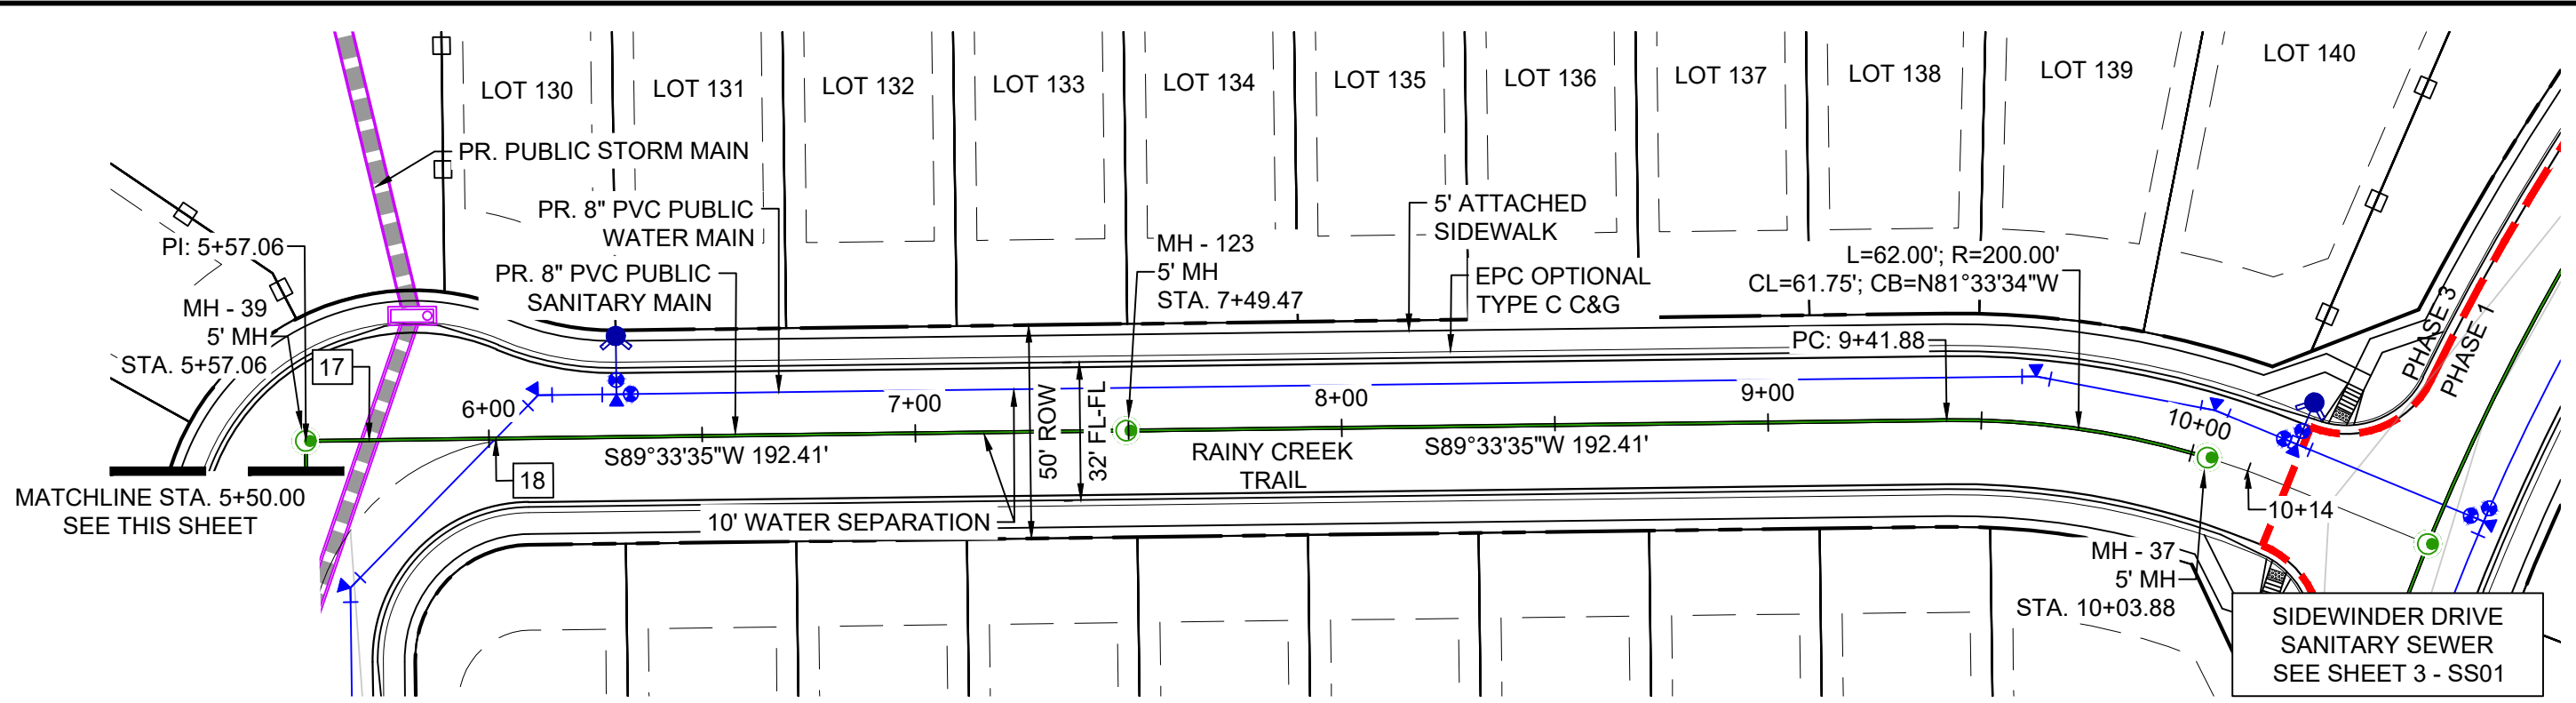 LOT 130
LOT 131
LOT 132
LOT 133
LOT 134
LOT 135
LOT 136
LOT 137
LOT 138
LOT 139
LOT 140
PR. PUBLIC STORM MAIN
PR. 8" PVC PUBLIC
WATER MAIN
PR. 8" PVC PUBLIC
SANITARY MAIN
PI: 5+57.06
MH - 39
5' MH
STA. 5+57.06
17
MH - 123
5' MH
STA. 7+49.47
5' ATTACHED
SIDEWALK
EPC OPTIONAL
TYPE C C&G
L=62.00'; R=200.00'
CL=61.75'; CB=N81°33'34"W
PC: 9+41.88
PHASE 3
PHASE 1
6+00
7+00
8+00
9+00
10+00
S89°33'35"W 192.41'
50' ROW
32' FL-FL
RAINY CREEK
TRAIL
S89°33'35"W 192.41'
18
10' WATER SEPARATION
MATCHLINE STA. 5+50.00
SEE THIS SHEET
10+14
MH - 37
5' MH
STA. 10+03.88
SIDEWINDER DRIVE
SANITARY SEWER
SEE SHEET 3 - SS01